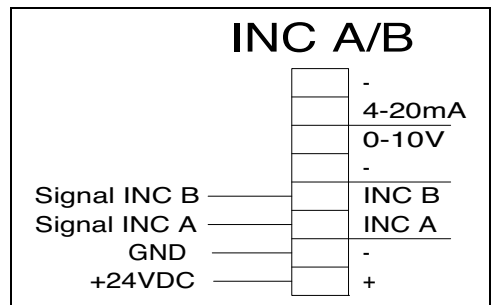 INC A/B
-
4-20mA
0-10V
-
Signal INC B INC B
Signal INC A INC A
GND -
+24VDC +